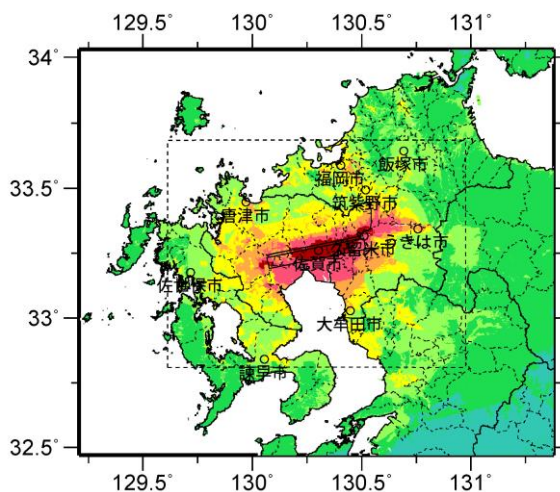 129.5° 130.0° 130.5° 131°
34°
飯塚市
福岡市
33.5°
筑紫野市
唐津市
うきは市
久留米市
佐賀市
佐世保市
33°
大牟田市
諫早市
32.5°
129.5° 130.0° 130.5° 131°